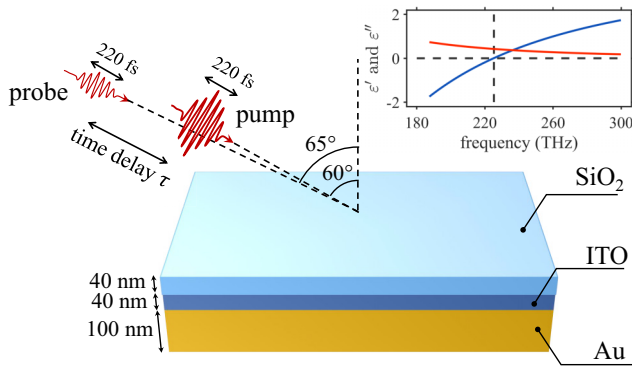 220 fs
probe
220 fs
pump
time delay τ
65°
60°
ε′ and ε″
2
0
-2
180
220
260
300
frequency (THz)
SiO2
ITO
Au
40 nm
40 nm
100 nm